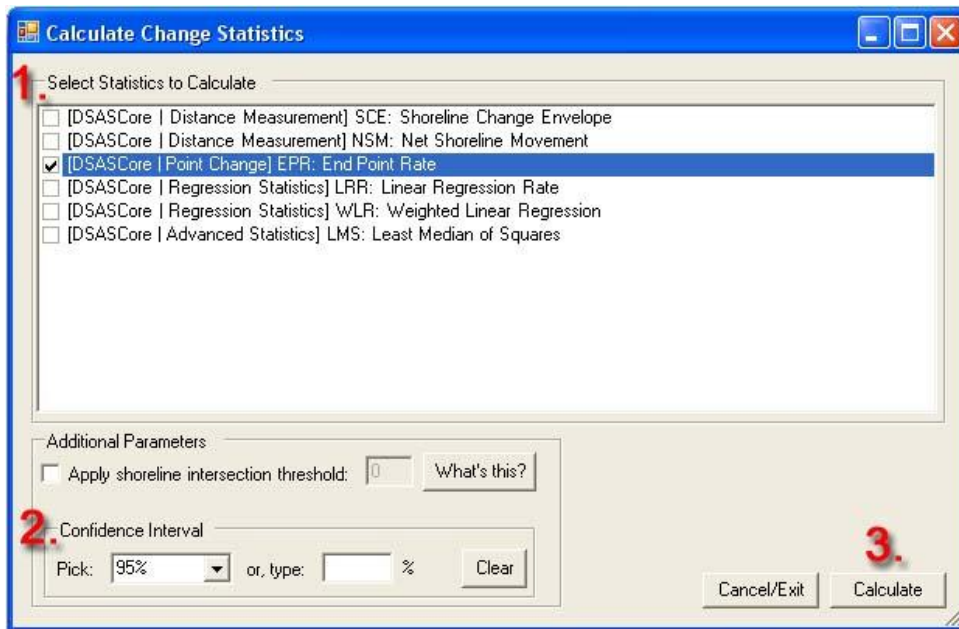 Calculate Change Statistics
1.
Select Statistics to Calculate
[DSASCore | Distance Measurement] SCE: Shoreline Change Envelope
[DSASCore | Distance Measurement] NSM: Net Shoreline Movement
[DSASCore | Point Change] EPR: End Point Rate
[DSASCore | Regression Statistics] LRR: Linear Regression Rate
[DSASCore | Regression Statistics] WLR: Weighted Linear Regression
[DSASCore | Advanced Statistics] LMS: Least Median of Squares
Additional Parameters
Apply shoreline intersection threshold: 0 What's this?
2.
Confidence Interval
Pick: 95% or, type: % Clear
3.
Cancel/Exit Calculate